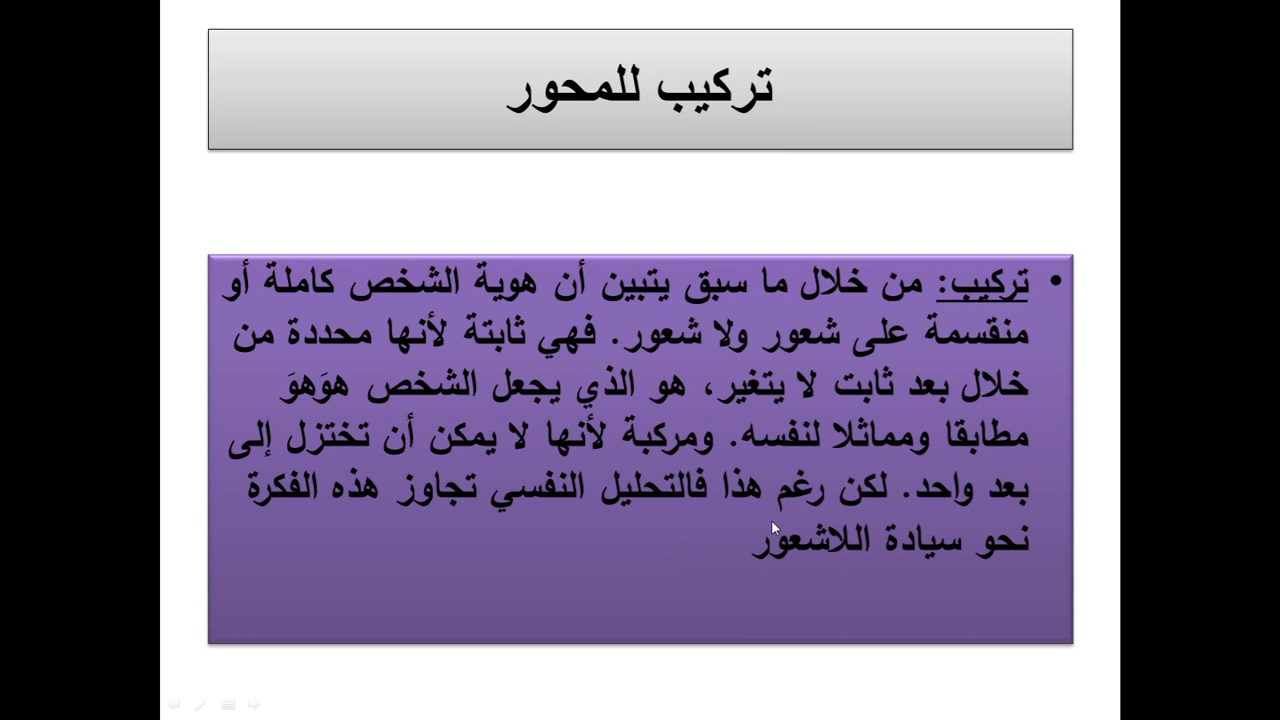 تركيب للمحور
• تركيب: من خلال ما سبق يتبين أن هوية الشخص كاملة أو
منقسمة على شعور ولا شعور. فهي ثابتة لأنها محددة من
خلال بعد ثابت لا يتغير، هو الذي يجعل الشخص هوَهوَ
مطابقا ومماثلا لنفسه. ومركبة لأنها لا يمكن أن تختزل إلى
بعد واحد. لكن رغم هذا فالتحليل النفسي تجاوز هذه الفكرة
نحو سيادة اللاشعور